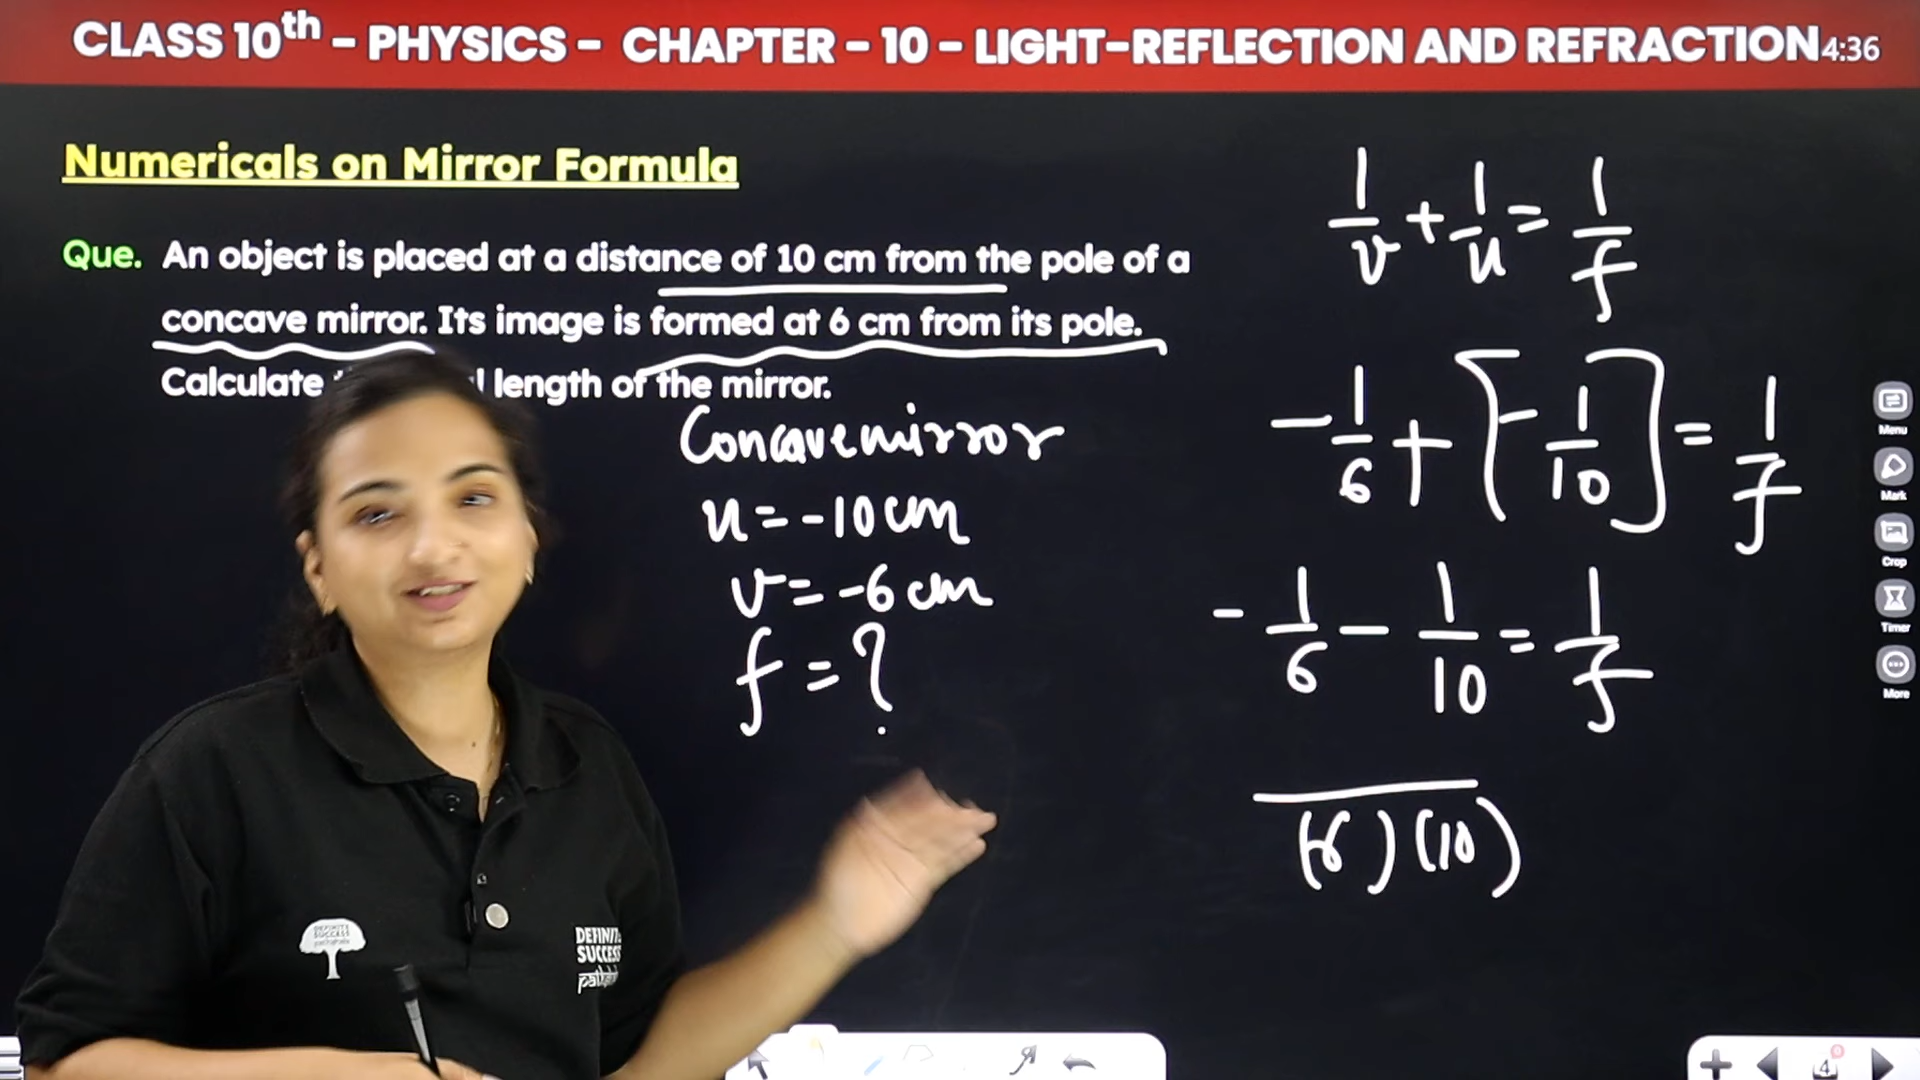 CLASS 10th - PHYSICS - CHAPTER - 10 - LIGHT-REFLECTION AND REFRACTION 4:36
Numericals on Mirror Formula
Que. An object is placed at a distance of 10 cm from the pole of a
concave mirror. Its image is formed at 6 cm from its pole.
Calculate length of the mirror.
Concave mirror
u = -10 cm
v = -6 cm
f = ?
1/v + 1/u = 1/f
-1/6 + [-1/10] = 1/f
-1/6 - 1/10 = 1/f
(6)(10)
Menu
Mark
Crop
Timer
More
DEFINITE
SUCCESS
DEFINIT
SUCCES
4